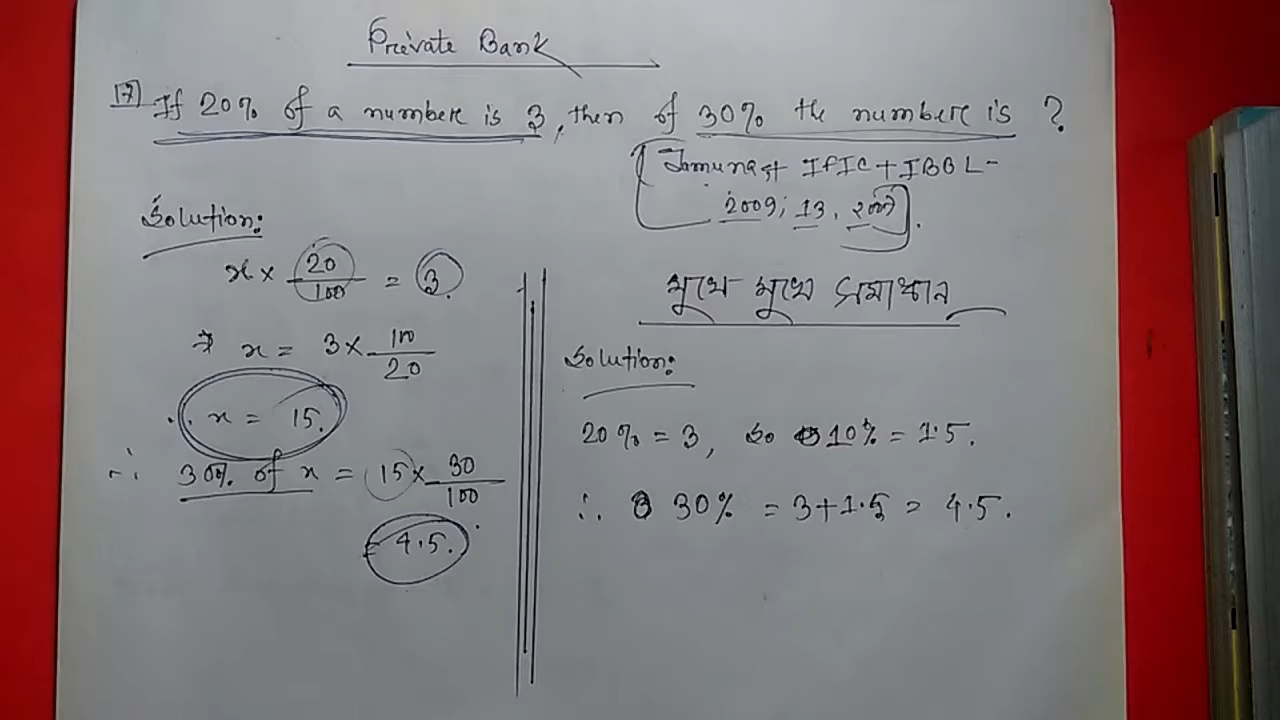 Private Bank
17 If 20% of a number is 3, then of 30% the number is ?
[Jamuna + IFIC + IBBL-
2009, 13,
Solution:
x × 20/100 = 3.
⇒ x = 3 × 100/20
∴ x = 15.
∴ 30% of x = 15 × 30/100
= 4.5.
মুখে মুখে সমাধান
Solution:
20% = 3, so 10% = 1.5.
∴ 30% = 3+1.5 = 4.5.